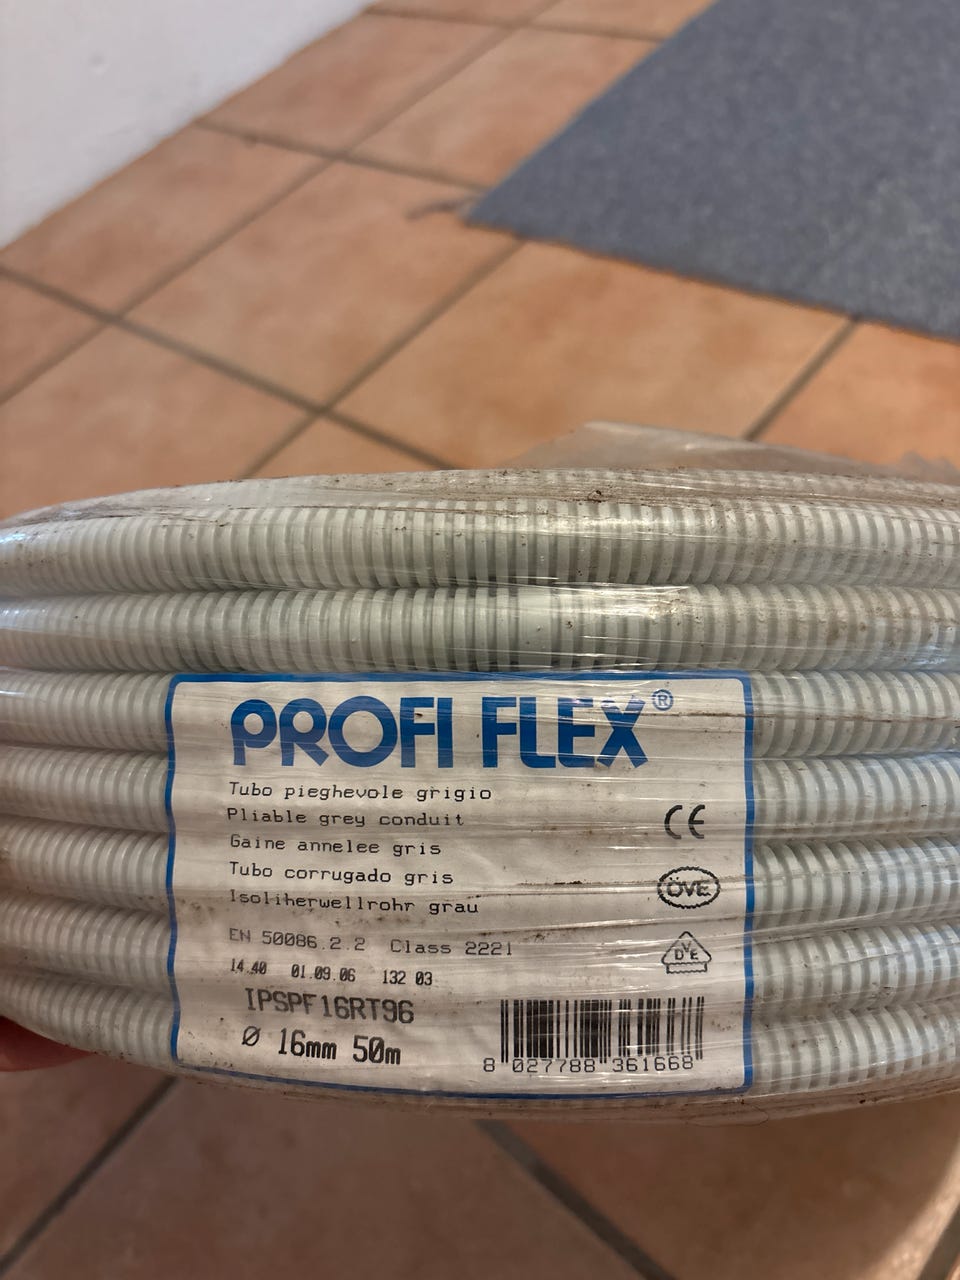 PROFI FLEX®
Tubo pieghevole grigio
Pliable grey conduit
Gaine annelee gris
Tubo corrugado gris
Isoliherwellrohr grau
CE
ÖVE
DVE
EN 50086.2.2 Class 2221
14.40 01.09.06 132 03
IPSPF16RT96
Ø 16mm 50m
8 027788 361668